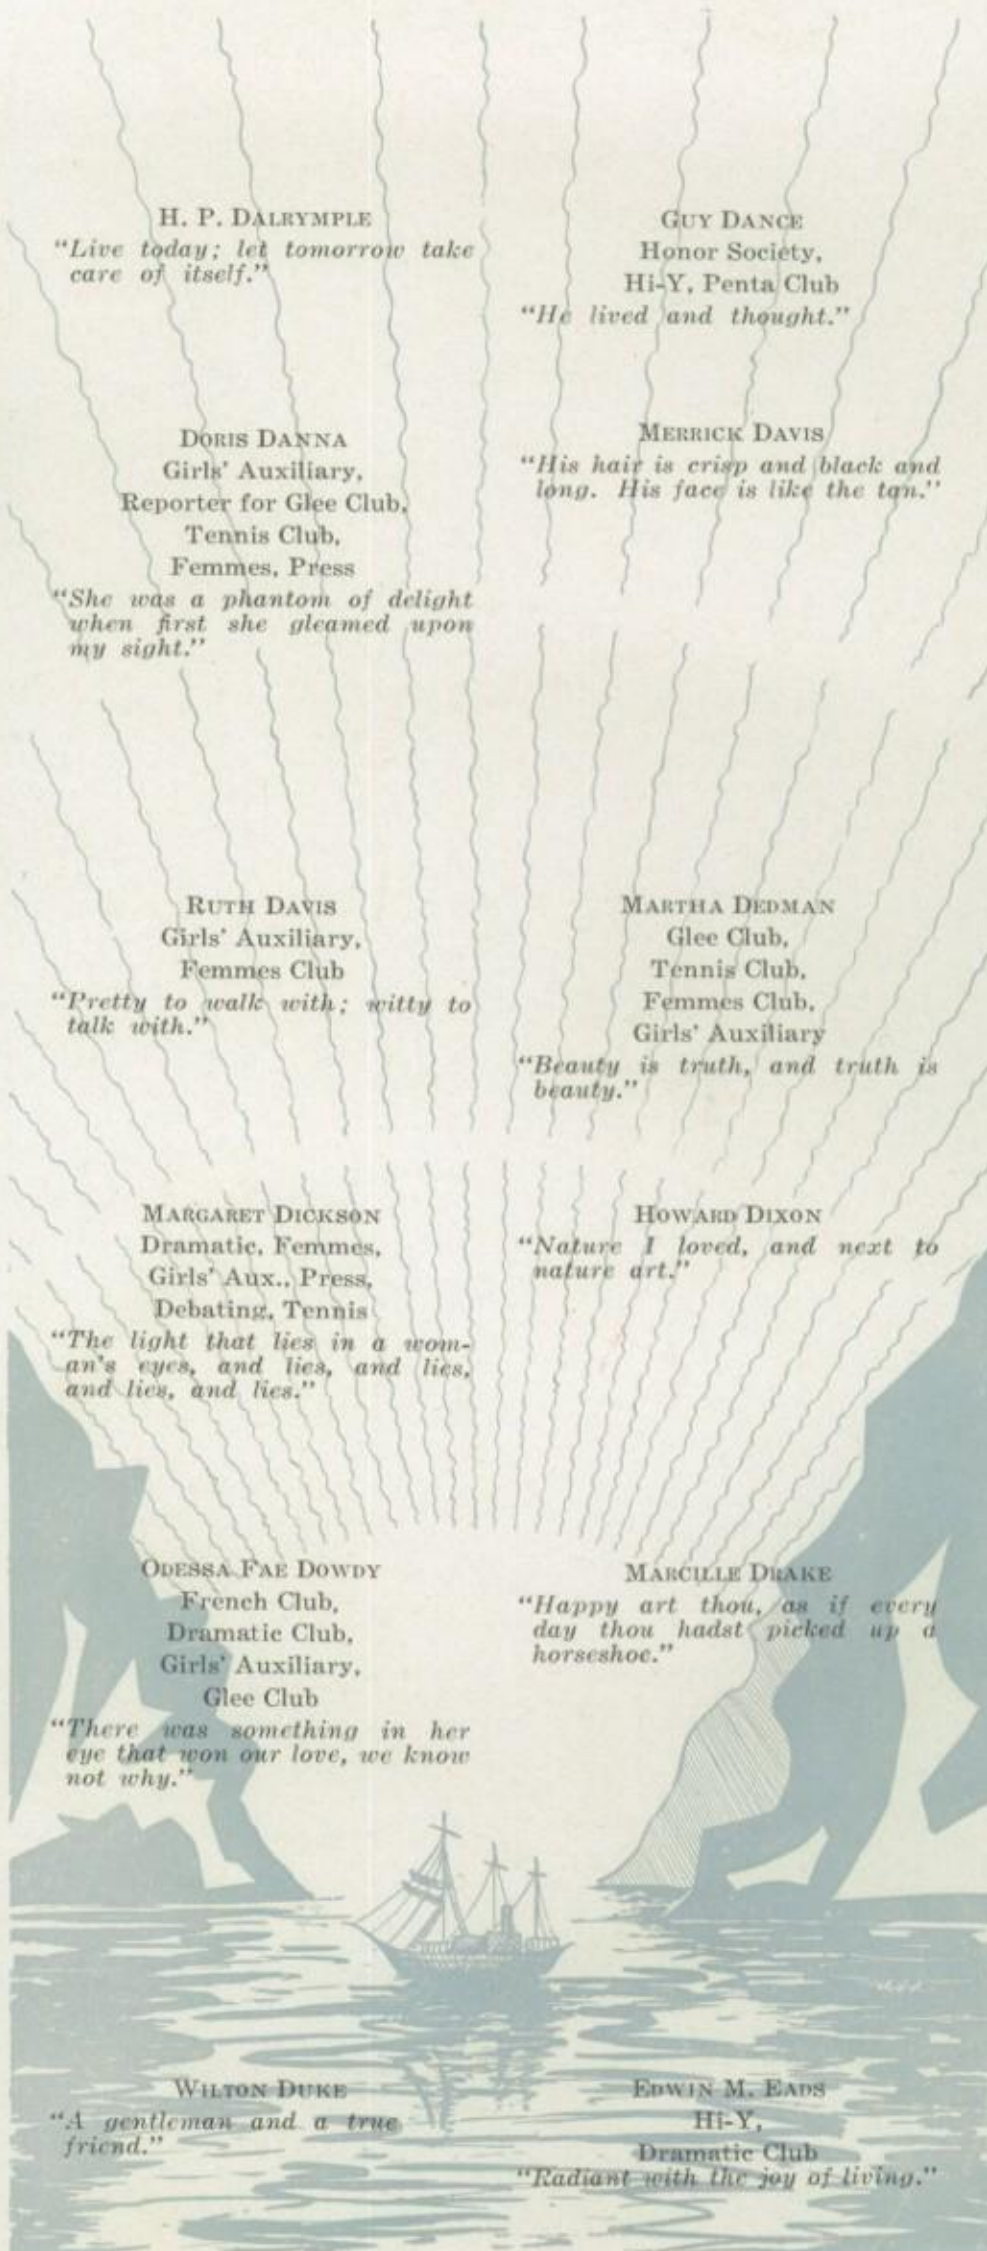 H. P. DALRYMPLE
"Live today; let tomorrow take
care of itself."
GUY DANCE
Honor Society,
Hi-Y, Penta Club
"He lived and thought."
DORIS DANNA
Girls' Auxiliary,
Reporter for Glee Club,
Tennis Club,
Femmes, Press
"She was a phantom of delight
when first she gleamed upon
my sight."
MERRICK DAVIS
"His hair is crisp and black and
long. His face is like the tan."
RUTH DAVIS
Girls' Auxiliary,
Femmes Club
"Pretty to walk with; witty to
talk with."
MARTHA DEDMAN
Glee Club,
Tennis Club,
Femmes Club,
Girls' Auxiliary
"Beauty is truth, and truth is
beauty."
MARGARET DICKSON
Dramatic, Femmes,
Girls' Aux., Press,
Debating, Tennis
"The light that lies in a wom-
an's eyes, and lies, and lies,
and lies, and lies."
HOWARD DIXON
"Nature I loved, and next to
nature art."
ODESSA FAE DOWDY
French Club,
Dramatic Club,
Girls' Auxiliary,
Glee Club
"There was something in her
eye that won our love, we know
not why."
MARCILLE DRAKE
"Happy art thou, as if every
day thou hadst picked up a
horseshoe."
WILTON DUKE
"A gentleman and a true
friend."
EDWIN M. EADS
Hi-Y,
Dramatic Club
"Radiant with the joy of living."